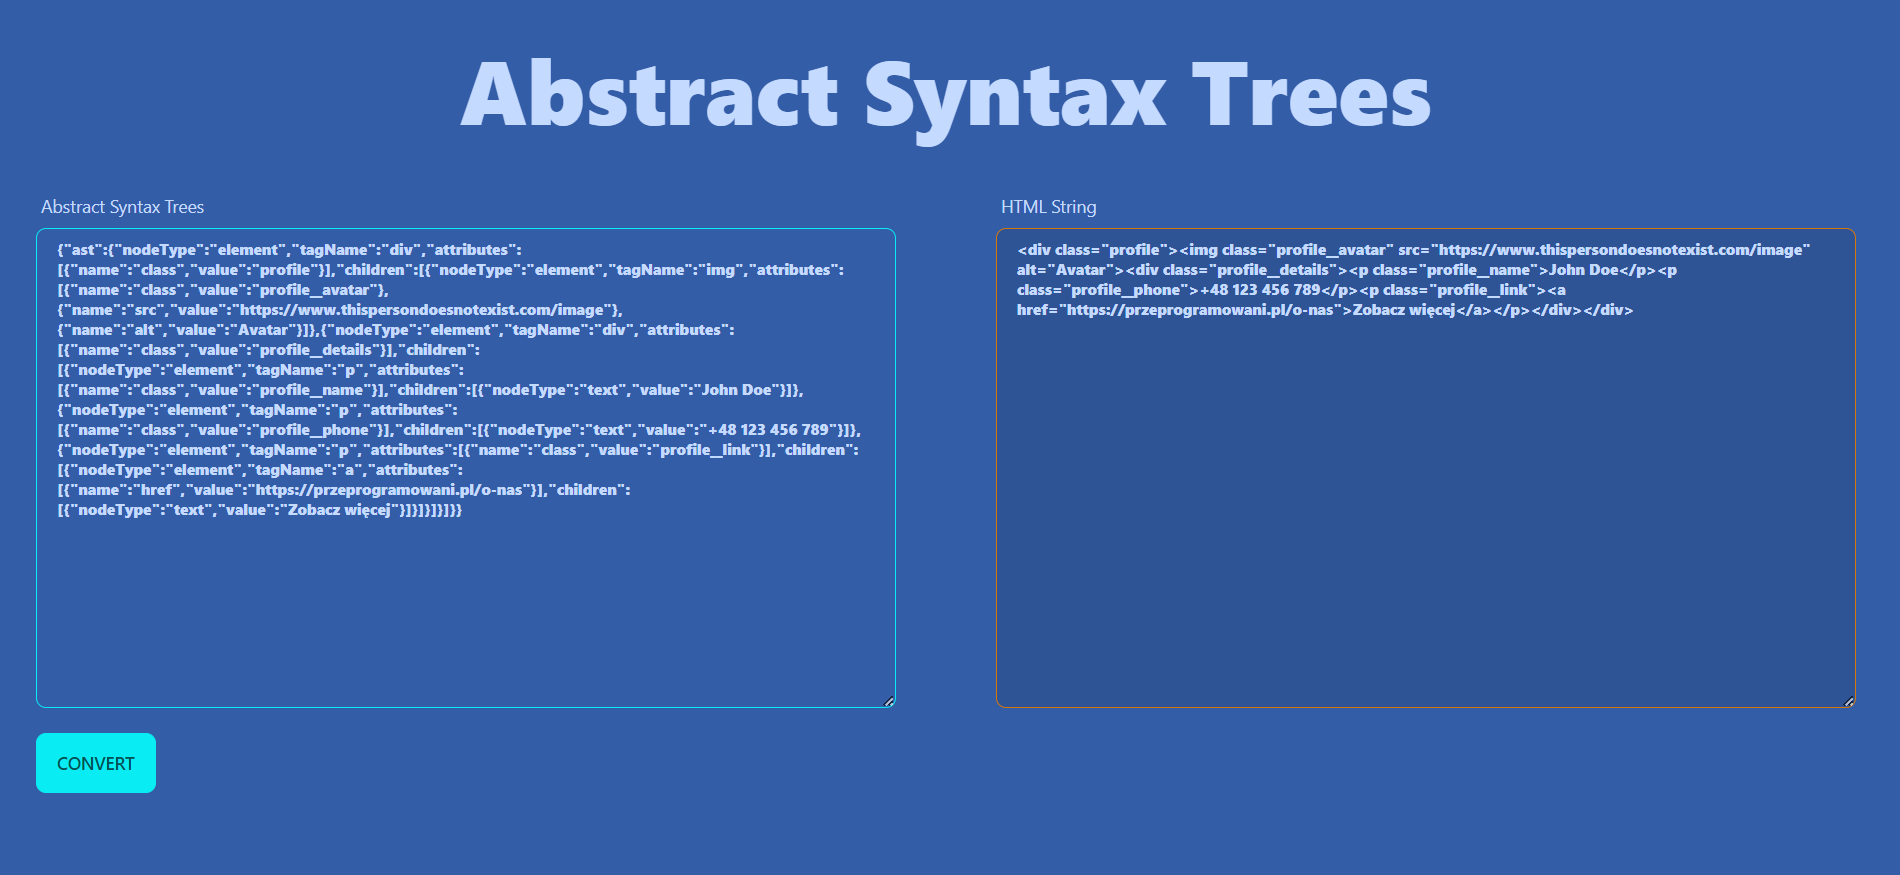 Abstract Syntax Trees
Abstract Syntax Trees
{"ast":{"nodeType":"element","tagName":"div","attributes":
[{"name":"class","value":"profile"}],"children":[{"nodeType":"element","tagName":"img","attributes":
[{"name":"class","value":"profile__avatar"},
{"name":"src","value":"https://www.thispersondoesnotexist.com/image"},
{"name":"alt","value":"Avatar"}]},{"nodeType":"element","tagName":"div","attributes":
[{"name":"class","value":"profile__details"}],"children":
[{"nodeType":"element","tagName":"p","attributes":
[{"name":"class","value":"profile__name"}],"children":[{"nodeType":"text","value":"John Doe"}]},
{"nodeType":"element","tagName":"p","attributes":
[{"name":"class","value":"profile__phone"}],"children":[{"nodeType":"text","value":"+48 123 456 789"}]},
{"nodeType":"element","tagName":"p","attributes":[{"name":"class","value":"profile__link"}],"children":
[{"nodeType":"element","tagName":"a","attributes":
[{"name":"href","value":"https://przeprogramowani.pl/o-nas"}],"children":
[{"nodeType":"text","value":"Zobacz więcej"}]}]}]}]}}
CONVERT
HTML String
<div class="profile"><img class="profile__avatar" src="https://www.thispersondoesnotexist.com/image"
alt="Avatar"><div class="profile__details"><p class="profile__name">John Doe</p><p
class="profile__phone">+48 123 456 789</p><p class="profile__link"><a
href="https://przeprogramowani.pl/o-nas">Zobacz więcej</a></p></div></div>